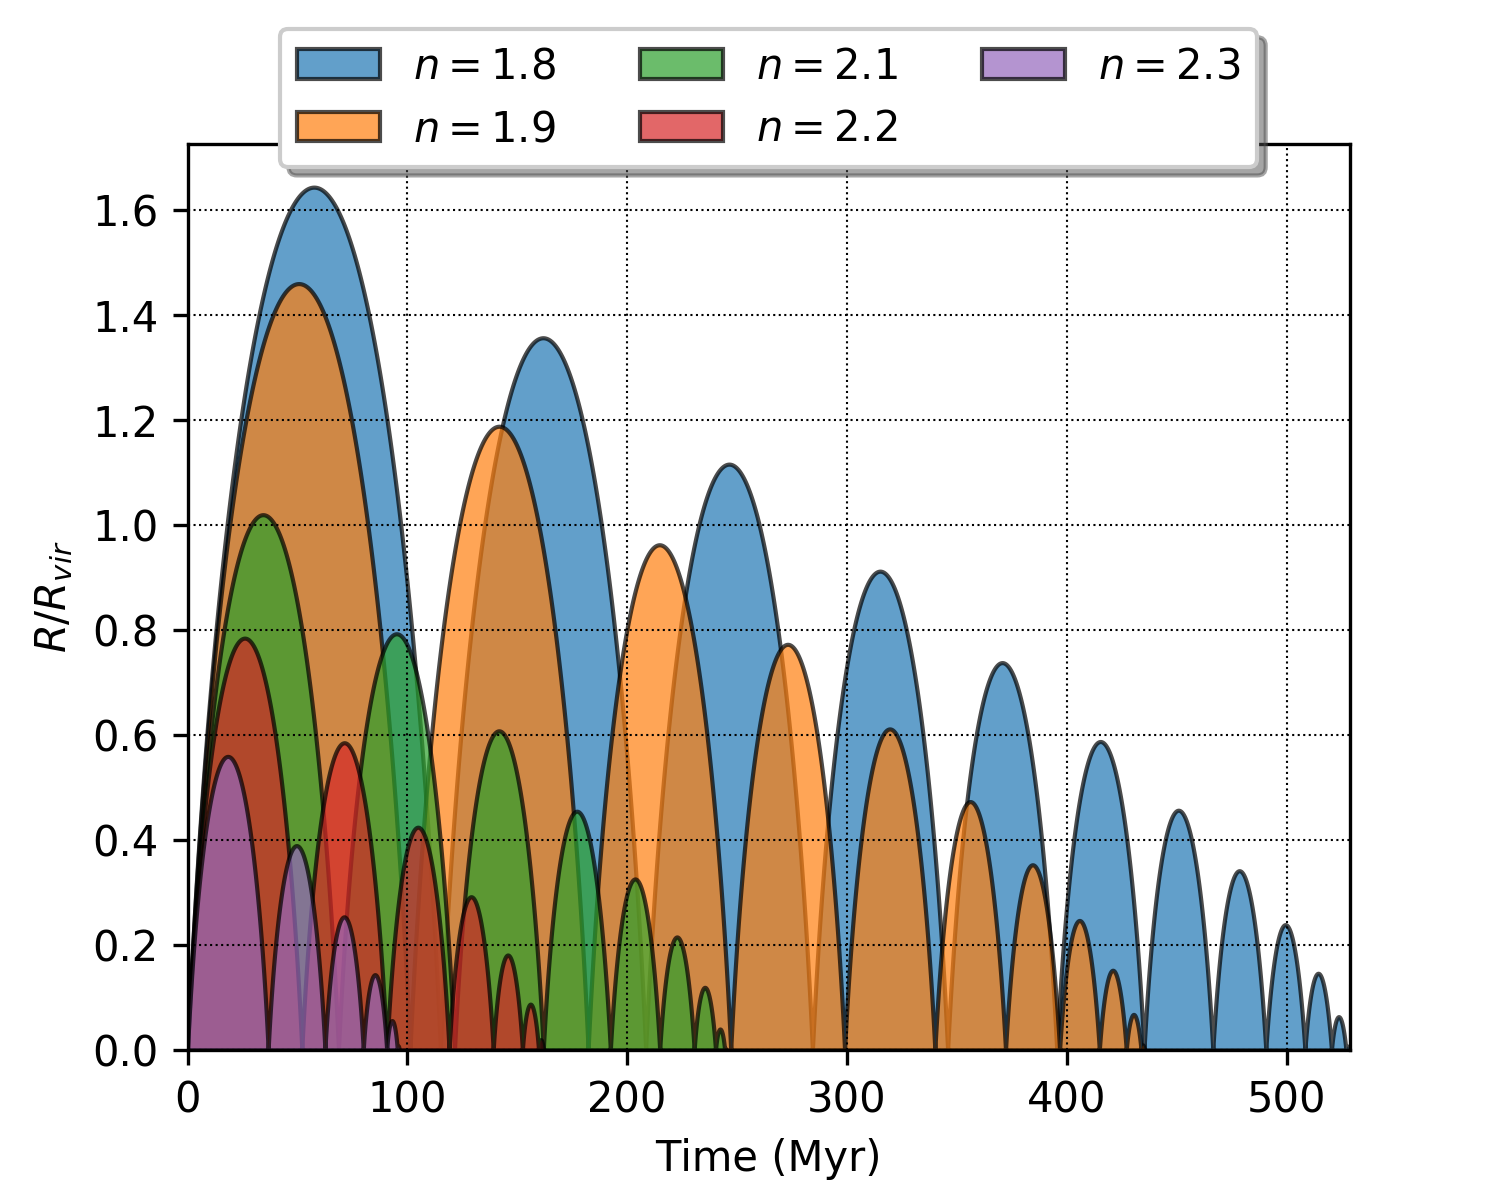 n = 1.8 n = 2.1 n = 2.3
n = 1.9 n = 2.2
1.6
1.4
1.2
1.0
0.8
0.6
0.4
0.2
0.0
R/R_vir
0 100 200 300 400 500
Time (Myr)